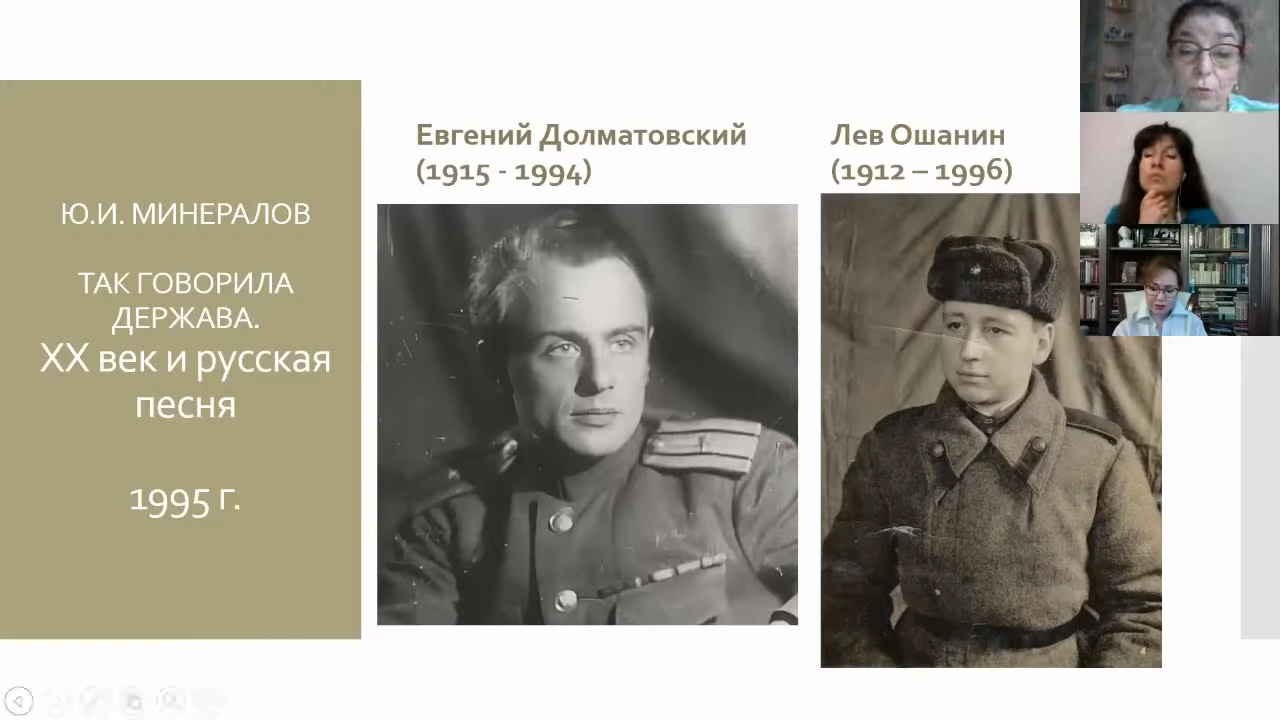 Ю.И. МИНЕРАЛОВ
ТАК ГОВОРИЛА
ДЕРЖАВА.
XX век и русская
песня
1995 г.
Евгений Долматовский
(1915 - 1994)
Лев Ошанин
(1912 – 1996)